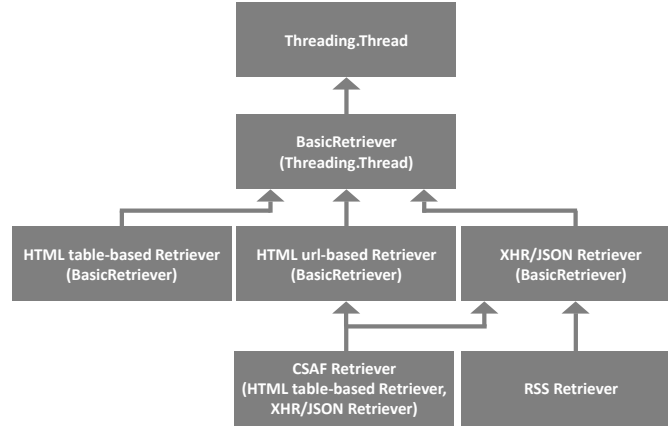 Threading.Thread
BasicRetriever
(Threading.Thread)
HTML table-based Retriever
(BasicRetriever)
HTML url-based Retriever
(BasicRetriever)
XHR/JSON Retriever
(BasicRetriever)
CSAF Retriever
(HTML table-based Retriever,
XHR/JSON Retriever)
RSS Retriever